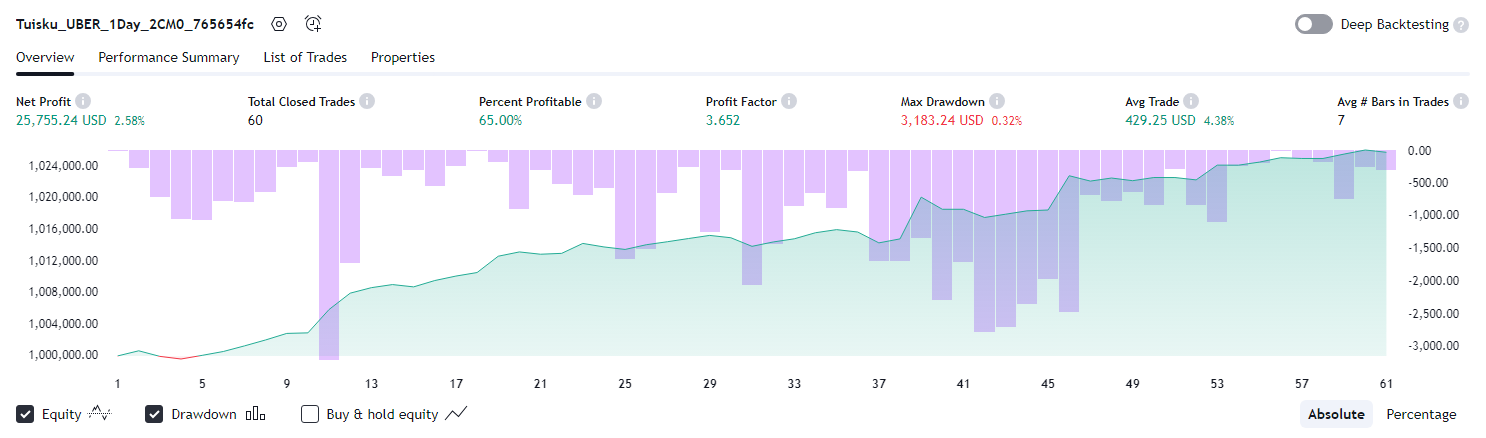 Tuisku_UBER_1Day_2CM0_765654fc
Deep Backtesting ?
Overview Performance Summary List of Trades Properties
Net Profit i Total Closed Trades i Percent Profitable i Profit Factor i Max Drawdown i Avg Trade i Avg # Bars in Trades i
25,755.24 USD 2.58% 60 65.00% 3.652 3,183.24 USD 0.32% 429.25 USD 4.38% 7
1,024,000.00 0.00
1,020,000.00 -500.00
1,016,000.00 -1,000.00
1,012,000.00 -1,500.00
1,008,000.00 -2,000.00
1,004,000.00 -2,500.00
1,000,000.00 -3,000.00
1 5 9 13 17 21 25 29 33 37 41 45 49 53 57 61
Equity Drawdown Buy & hold equity Absolute Percentage